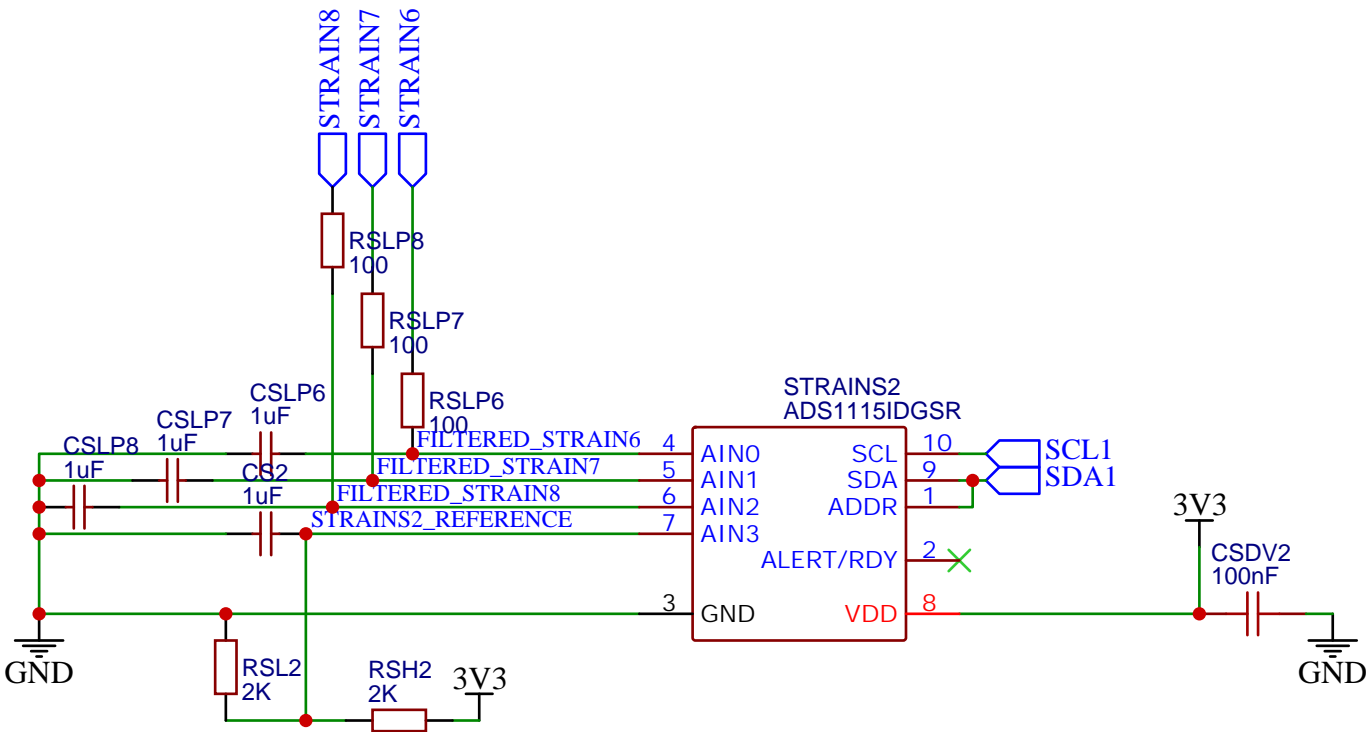 STRAIN8
STRAIN7
STRAIN6
RSLP8
100
RSLP7
100
RSLP6
100
CSLP6
1uF
CSLP7
1uF
CSLP8
1uF
CS2
1uF
FILTERED_STRAIN6
FILTERED_STRAIN7
FILTERED_STRAIN8
STRAINS2_REFERENCE
STRAINS2
ADS1115IDGSR
4 AIN0
5 AIN1
6 AIN2
7 AIN3
3 GND
SCL 10
SDA 9
ADDR 1
ALERT/RDY 2
VDD 8
SCL1
SDA1
3V3
CSDV2
100nF
GND
GND
RSL2
2K
RSH2
2K
3V3